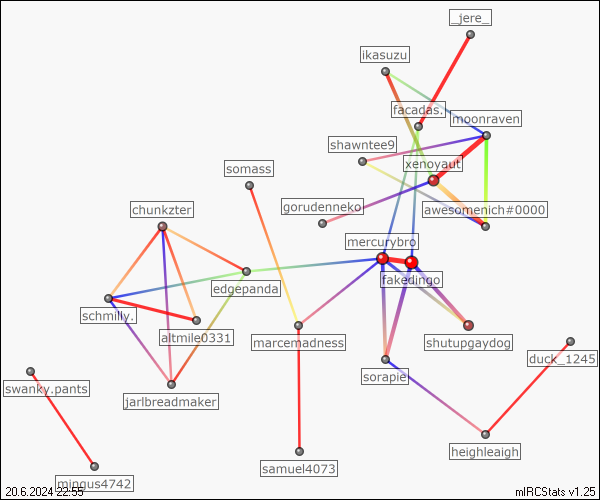 _jere_
ikasuzu
facadas.
moonraven
shawntee9
xenoyaut
somass
gorudenneko
awesomenich#0000
chunkzter
mercurybro
edgepanda
fakedingo
schmilly.
altmile0331
marcemadness
shutupgaydog
duck_1245
sorapie
swanky.pants
jarlbreadmaker
heighleaigh
samuel4073
mingus4742
20.6.2024 22:55
mIRCStats v1.25